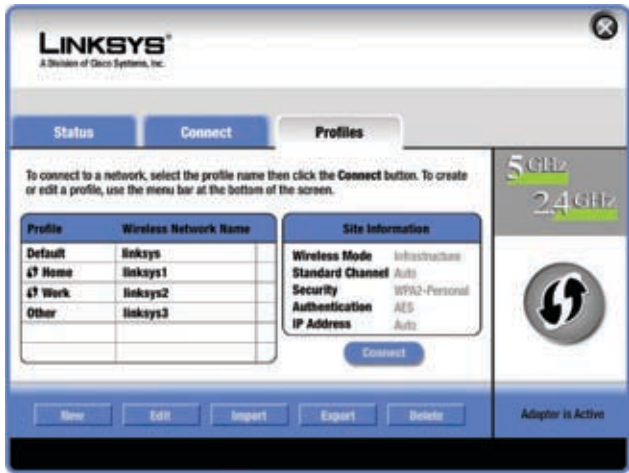 LINKSYS®
A Division of Cisco Systems, Inc.
Status Connect Profiles
To connect to a network, select the profile name then click the Connect button. To create
or edit a profile, use the menu bar at the bottom of the screen.
Profile Wireless Network Name
Default linksys
Home linksys1
Work linksys2
Other linksys3
Site Information
Wireless Mode Infrastructure
Standard Channel Auto
Security WPA2-Personal
Authentication AES
IP Address Auto
Connect
5 GHz
2.4 GHz
New Edit Import Export Delete
Adapter is Active